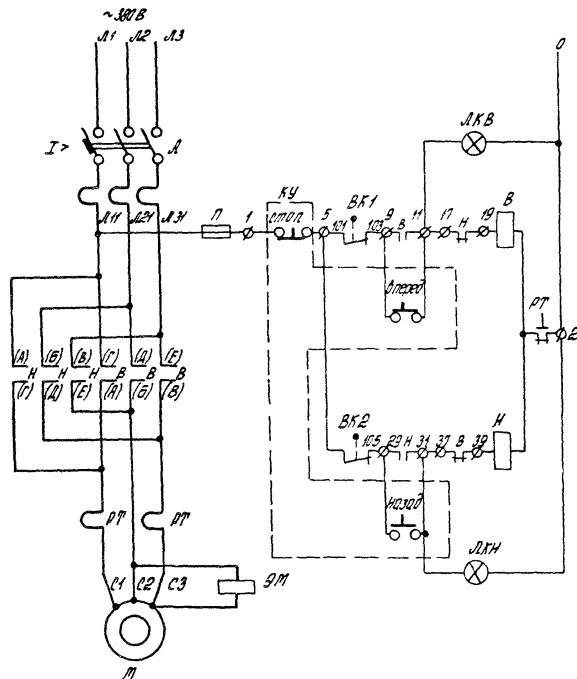 ~380В
Л1 Л2 Л3
0
ЛКВ
I> А
КУ
П 1 стоп 5 101 ВК1 103 9 В 11 17 Н 19 В
Л11 Л21 Л31
Вперед
РТ 2
(А) (Б) (В) (Г) (Д) (Е)
Н Н Н В В В
(Г) (Д) (Е) (А) (Б) (В)
ВК2 105 29 Н 31 37 В 39 Н
Назад
РТ РТ
ЛКН
С1 С2 С3 ЭМ
М